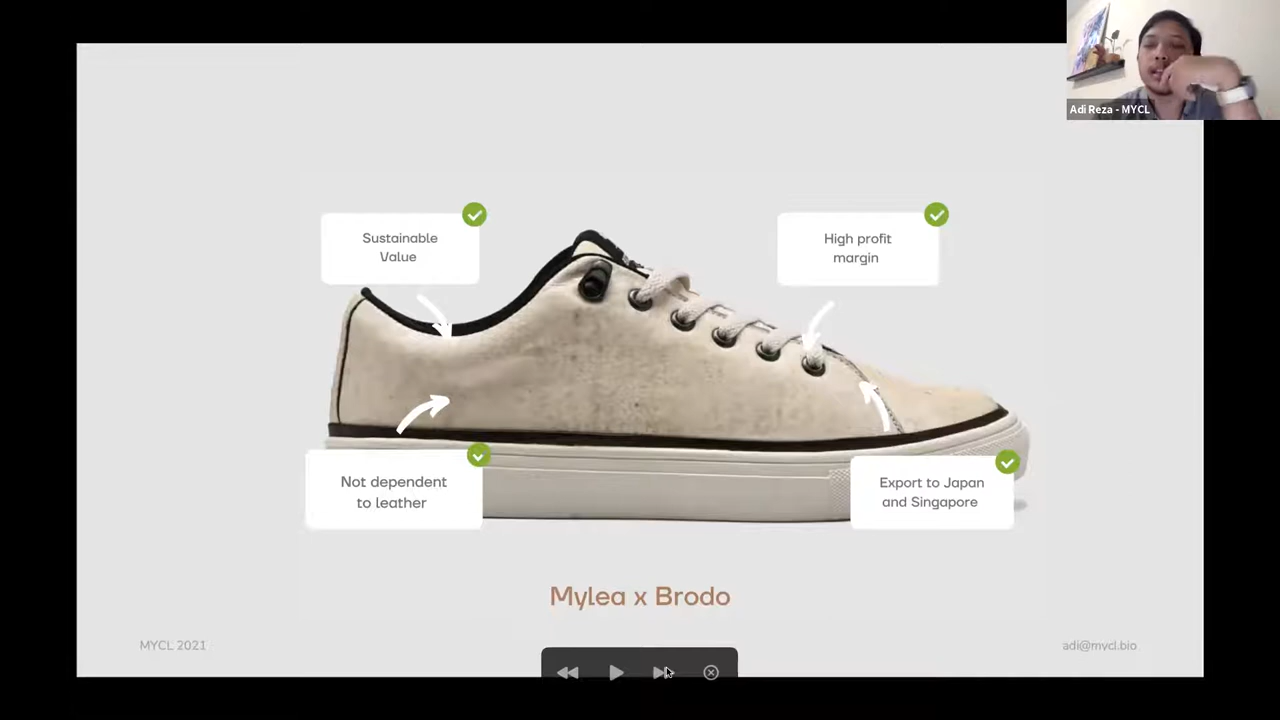 Adi Reza - MYCL
Sustainable
Value
High profit
margin
Not dependent
to leather
Export to Japan
and Singapore
Mylea x Brodo
MYCL 2021
adi@mycl.bio